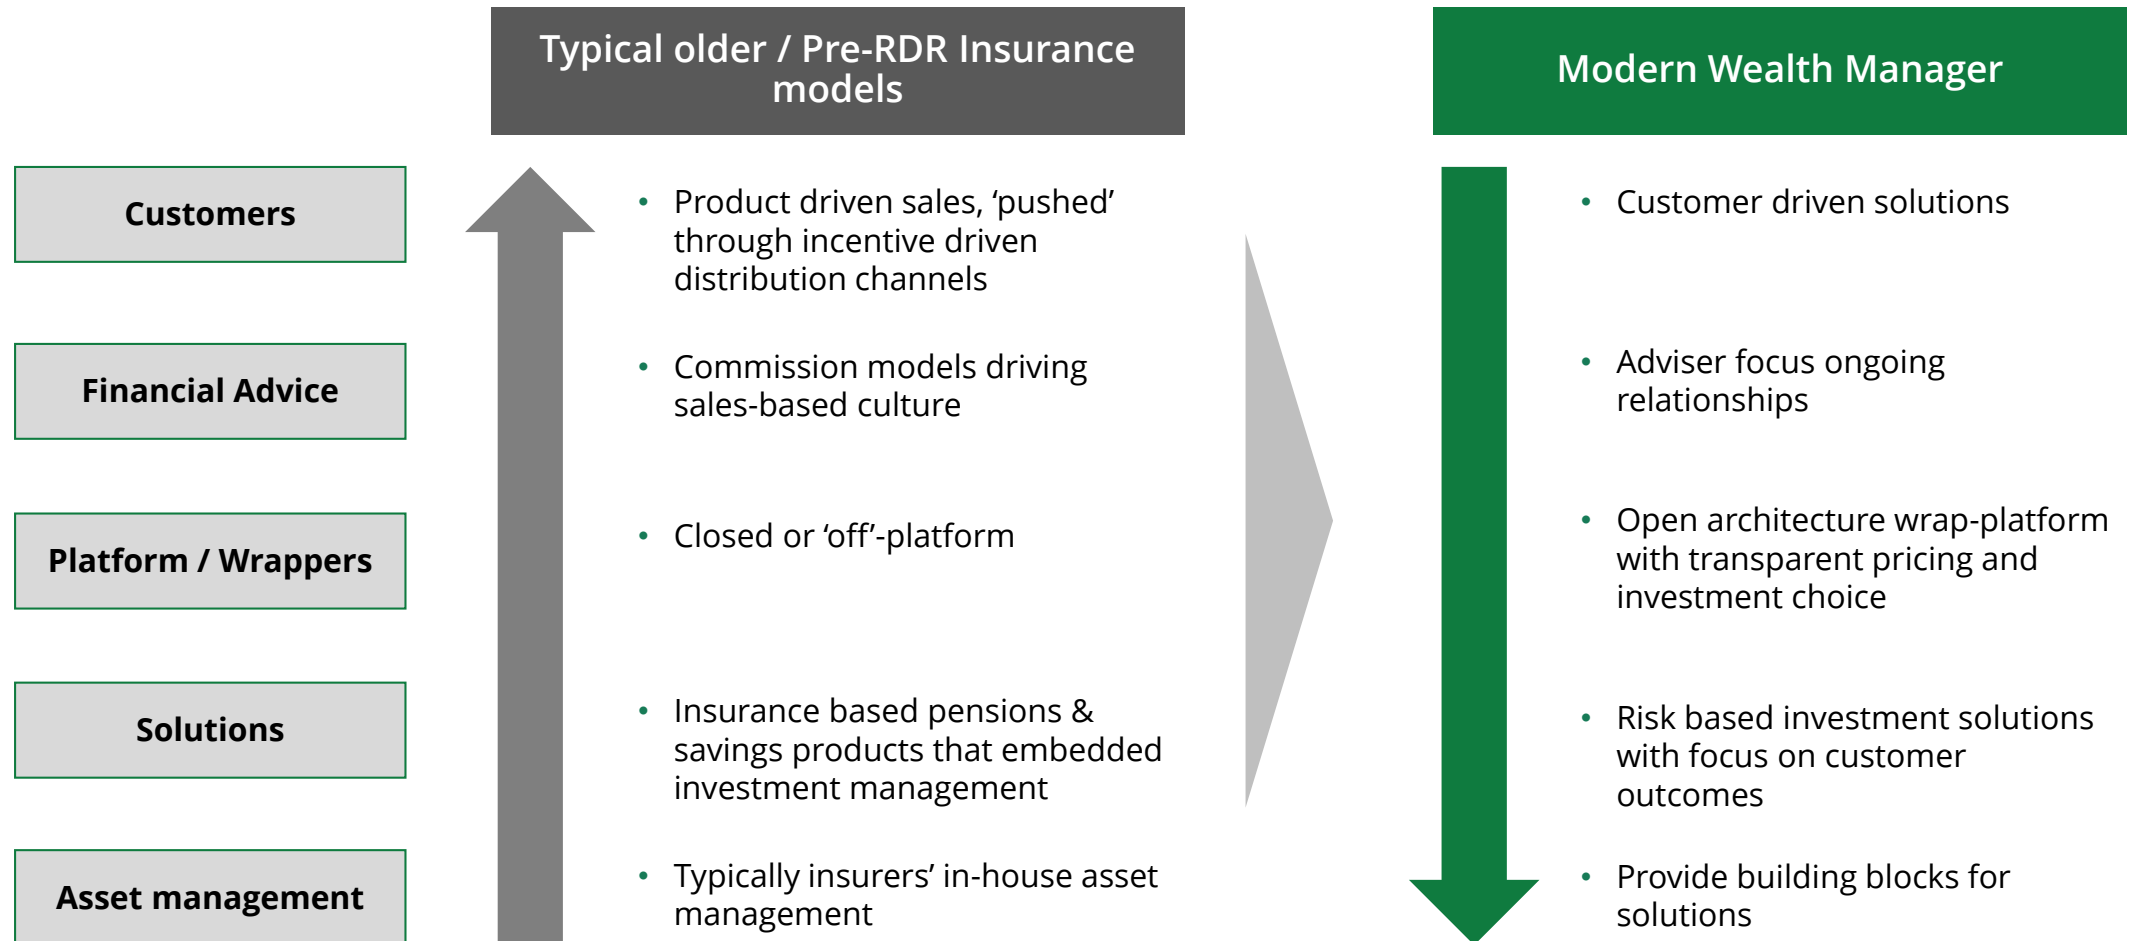 Typical older / Pre-RDR Insurance
models
Modern Wealth Manager
Customers
• Product driven sales, ‘pushed’
through incentive driven
distribution channels
• Customer driven solutions
Financial Advice
• Commission models driving
sales-based culture
• Adviser focus ongoing
relationships
Platform / Wrappers
• Closed or ‘off’-platform
• Open architecture wrap-platform
with transparent pricing and
investment choice
Solutions
• Insurance based pensions &
savings products that embedded
investment management
• Risk based investment solutions
with focus on customer
outcomes
Asset management
• Typically insurers’ in-house asset
management
• Provide building blocks for
solutions